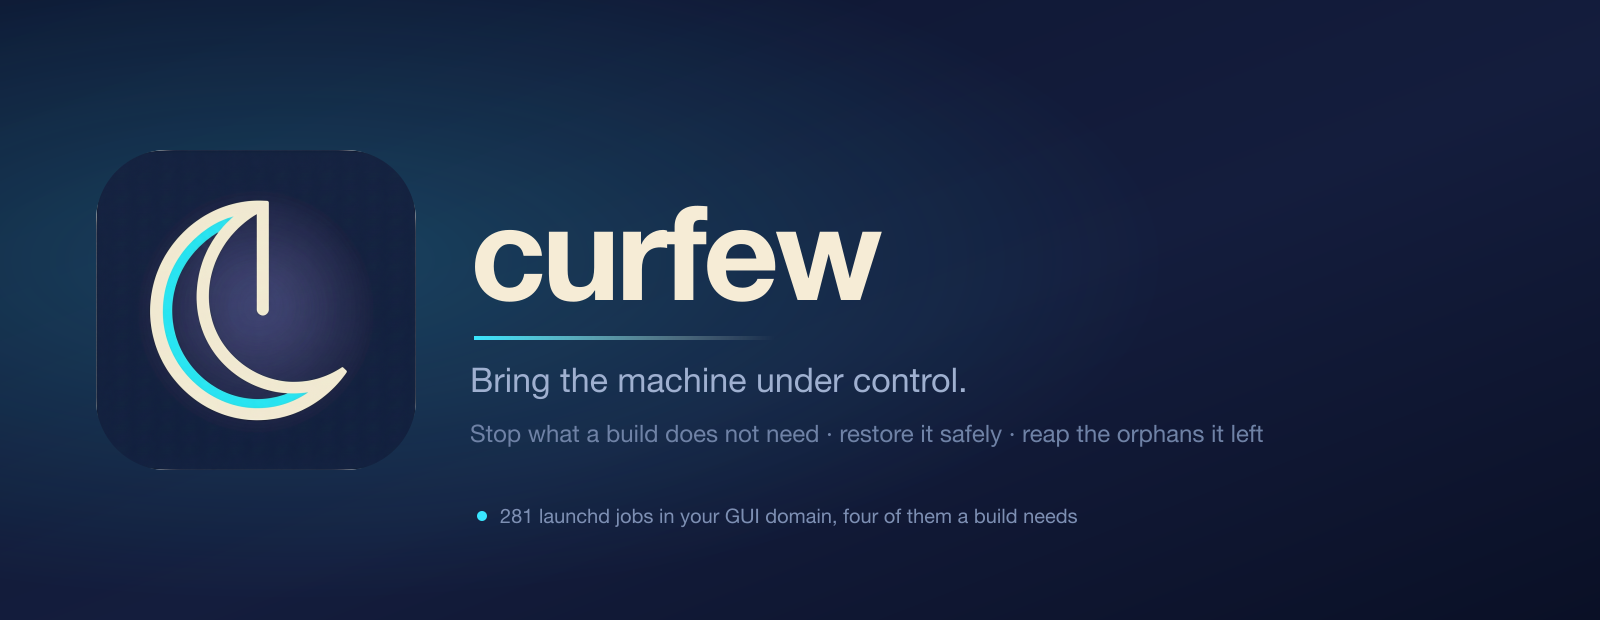 curfew
Bring the machine under control.
Stop what a build does not need · restore it safely · reap the orphans it left
281 launchd jobs in your GUI domain, four of them a build needs